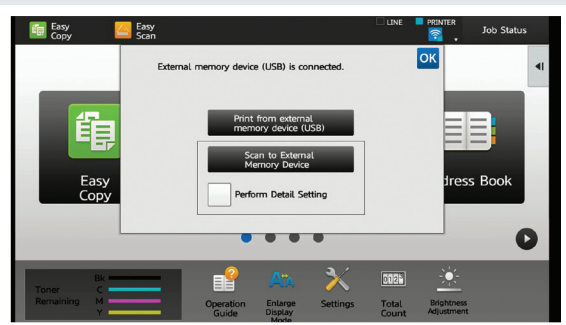 Easy
Copy
Easy
Scan
LINE
PRINTER
Job Status
External memory device (USB) is connected.
OK
Print from external
memory device (USB)
Scan to External
Memory Device
Perform Detail Setting
Easy
Copy
dress Book
Bk
Toner
C
Remaining
M
Y
Operation
Guide
Enlarge
Display
Mode
Settings
Total
Count
Brightness
Adjustment